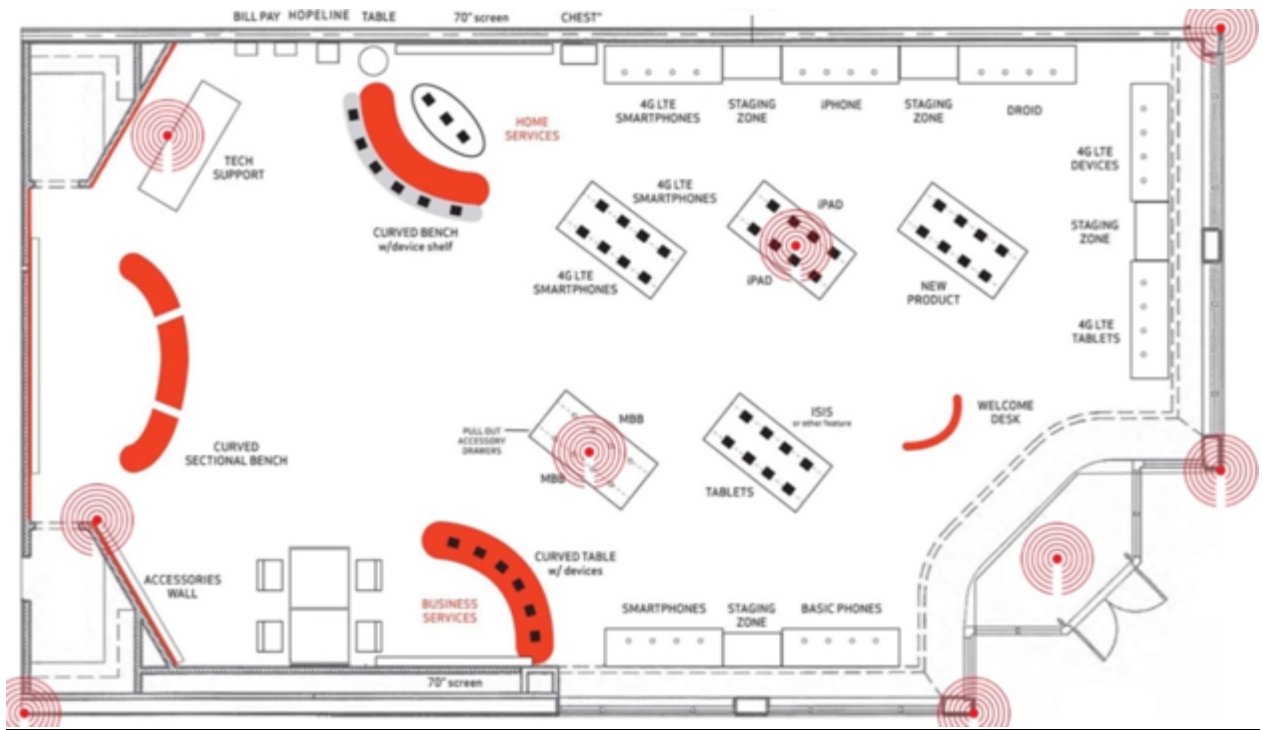 BILL PAY HOPELINE TABLE 70" screen CHEST"
4G LTE
SMARTPHONES
STAGING
ZONE
iPHONE
STAGING
ZONE
DROID
HOME
SERVICES
TECH
SUPPORT
4G LTE
DEVICES
4G LTE
SMARTPHONES
iPAD
CURVED BENCH
w/device shelf
STAGING
ZONE
4G LTE
SMARTPHONES
iPAD
NEW
PRODUCT
4G LTE
TABLETS
WELCOME
DESK
MBB
ISIS
or other feature
PULL OUT
ACCESSORY
DRAWERS
CURVED
SECTIONAL BENCH
MBB
TABLETS
CURVED TABLE
w/ devices
ACCESSORIES
WALL
BUSINESS
SERVICES
SMARTPHONES
STAGING
ZONE
BASIC PHONES
70" screen